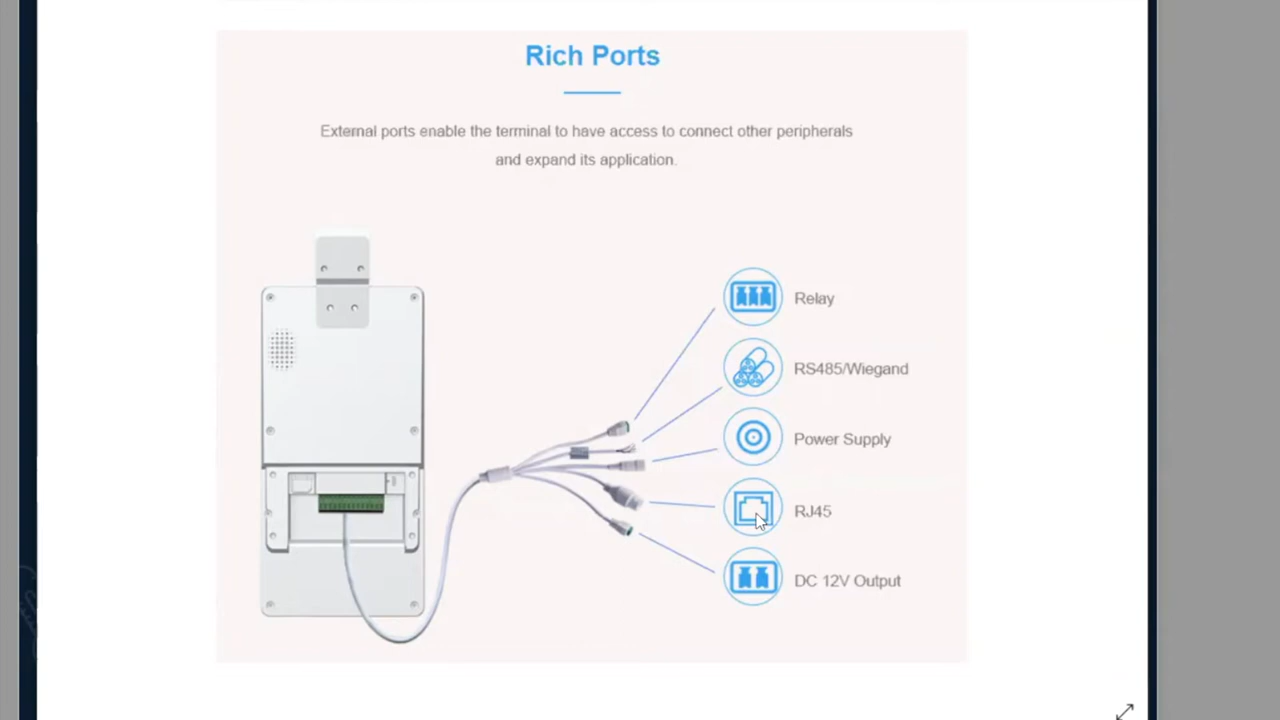 Rich Ports
External ports enable the terminal to have access to connect other peripherals
and expand its application.
Relay
RS485/Wiegand
Power Supply
RJ45
DC 12V Output